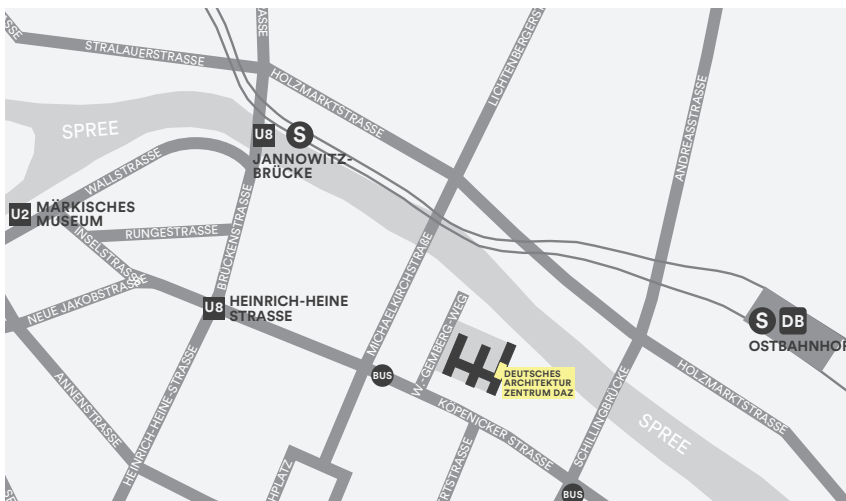 STRALAUERSTRASSE
HOLZMARKTSTRASSE
ANDREASSTRASSE
SPREE
U8
S
JANNOWITZ-
BRÜCKE
WALLSTRASSE
U2
MÄRKISCHES
MUSEUM
RUNGESTRASSE
INSELSTRASSE
BRÜCKENSTRASSE
NEUE JAKOBSTRASSE
U8
HEINRICH-HEINE
STRASSE
MICHAELKIRCHSTRAßE
W.-GEMBERG-WEG
S
DB
OSTBAHNHOF
BUS
DEUTSCHES
ARCHITEKTUR
ZENTRUM DAZ
ANNENSTRASSE
HEINRICH-HEINE-STRASSE
KÖPENICKER STRASSE
SCHILLINGBRÜCKE
HOLZMARKTSTRASSE
SPREE
BUS